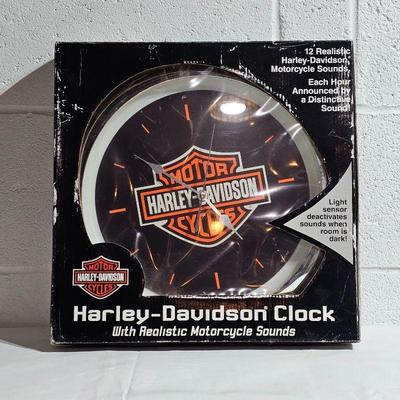 12 Realistic
Harley-Davidson
Motorcycle Sounds.
Each Hour
Announced by
a Distinctive
Sound!
MOTOR
HARLEY-DAVIDSON
CYCLES
Light
sensor
deactivates
sounds when
room is
dark!
MOTOR
HARLEY-DAVIDSON
CYCLES
Harley-Davidson Clock
With Realistic Motorcycle Sounds